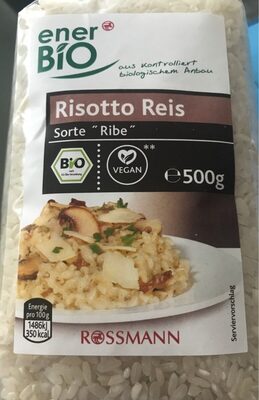 ener
BiO
aus kontrolliert
biologischem Anbau
Risotto Reis
Sorte "Ribe"
BIO
VEGAN
**
℮500g
Energie
pro 100g
1486kJ
350 kcal
ROSSMANN
Serviervorschlag